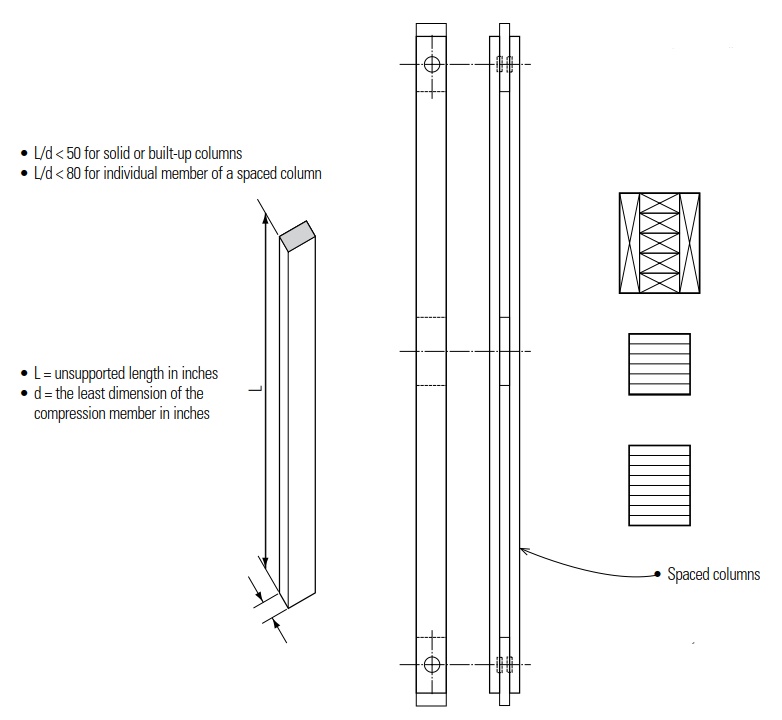 • L/d < 50 for solid or built-up columns
• L/d < 80 for individual member of a spaced column
L
• L = unsupported length in inches
• d = the least dimension of the
compression member in inches
• Spaced columns